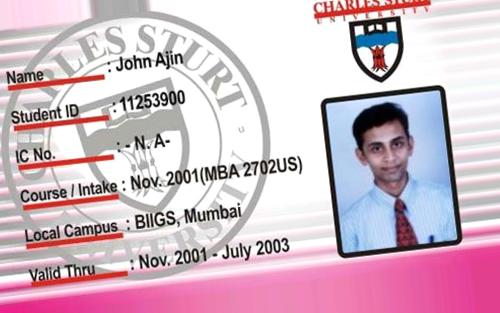 CHARLES STURT
UNIVERSITY
CHARLES STURT
UNIVERSITY
Name : John Ajin
Student ID : 11253900
IC No. : - N. A-
Course / Intake : Nov. 2001(MBA 2702US)
Local Campus : BIIGS, Mumbai
Valid Thru : Nov. 2001 - July 2003